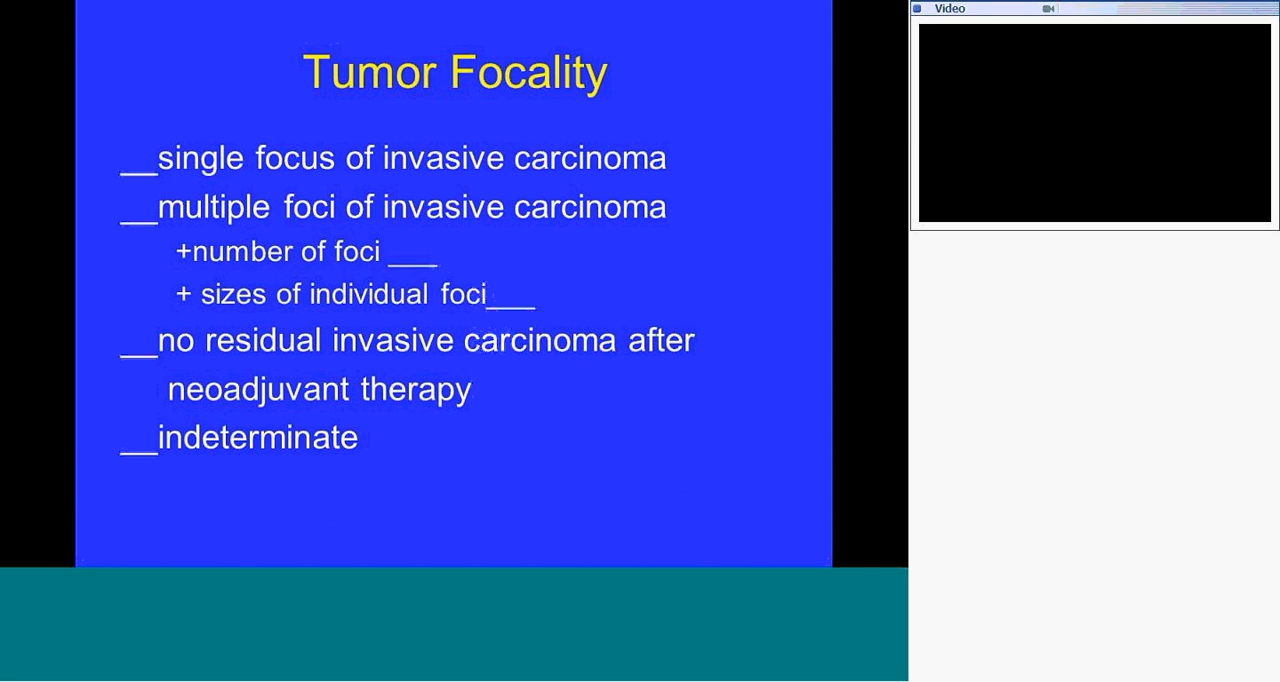 Video
Tumor Focality
__single focus of invasive carcinoma
__multiple foci of invasive carcinoma
+number of foci ___
+ sizes of individual foci___
__no residual invasive carcinoma after
neoadjuvant therapy
__indeterminate